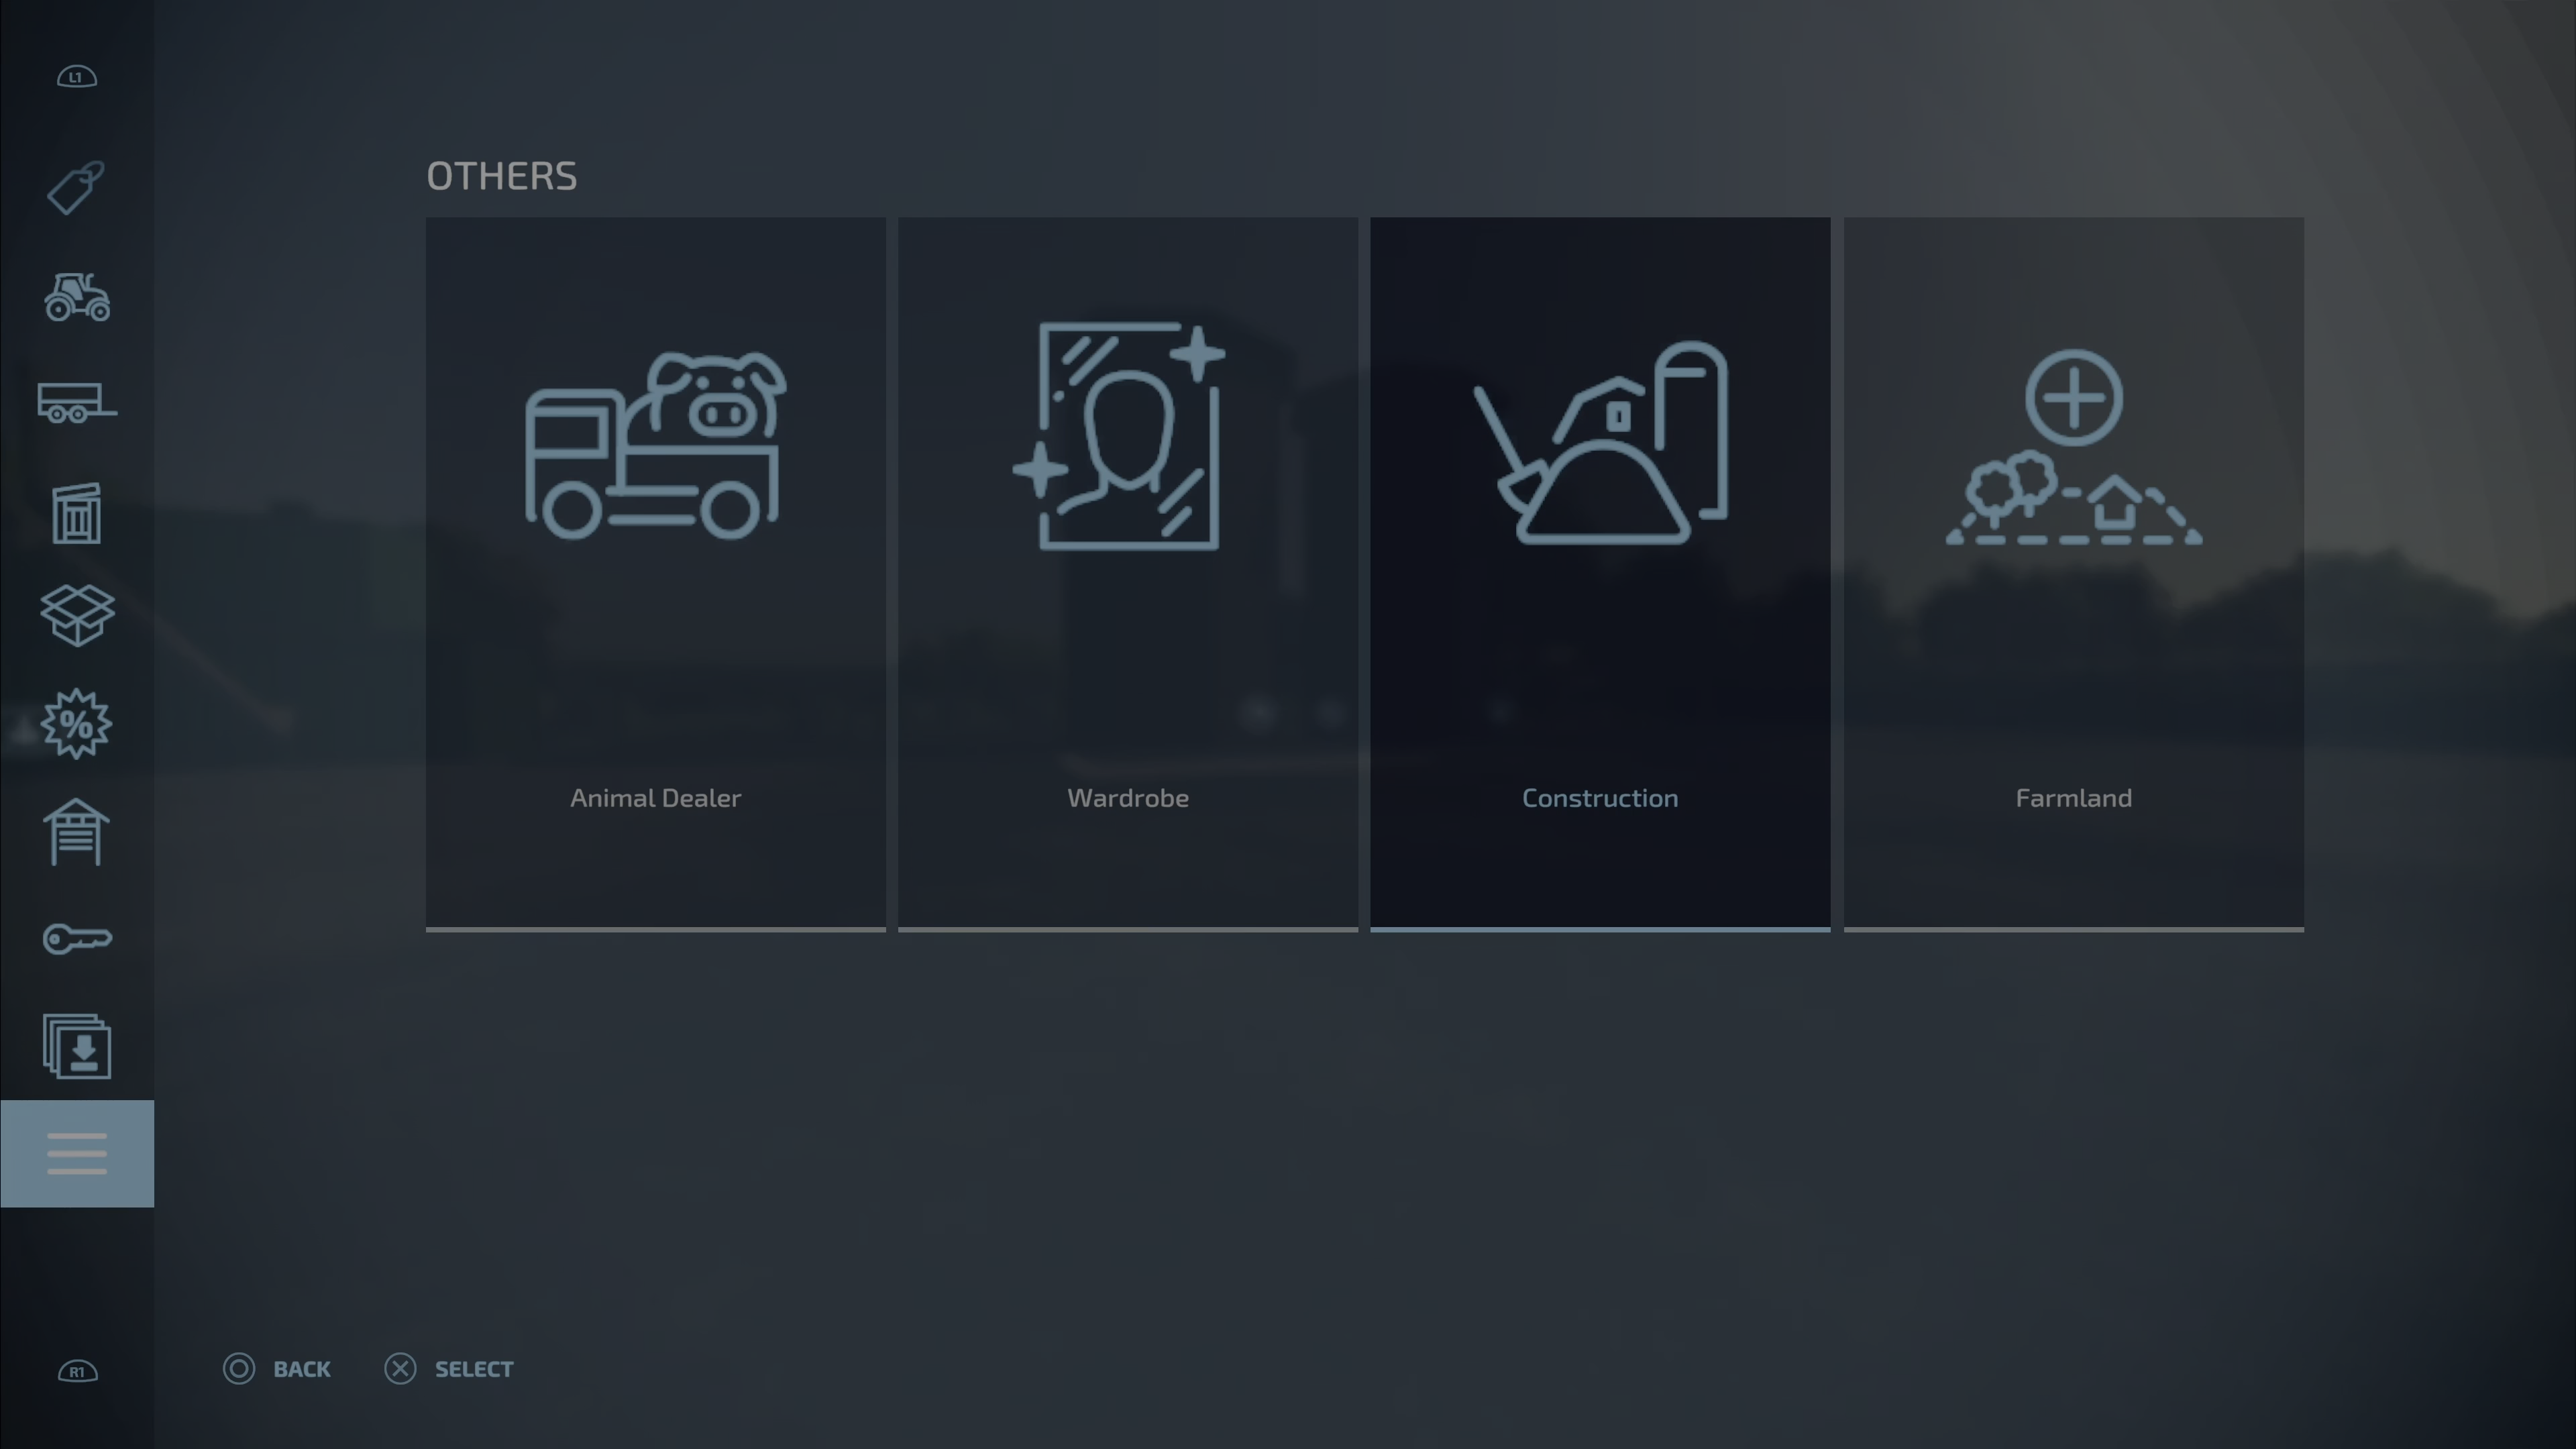 L1
OTHERS
Animal Dealer
Wardrobe
Construction
Farmland
%
R1
BACK
SELECT